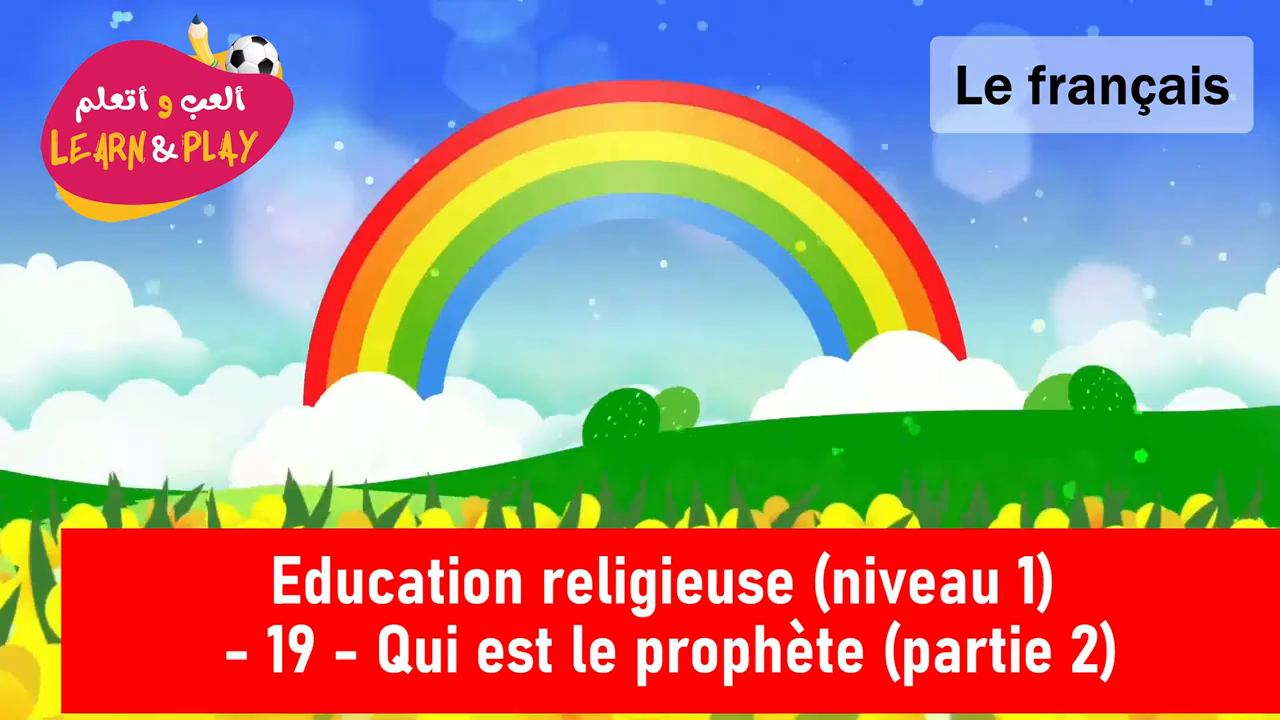 ألعب و أتعلم
LEARN & PLAY
Le français
Education religieuse (niveau 1)
- 19 - Qui est le prophète (partie 2)